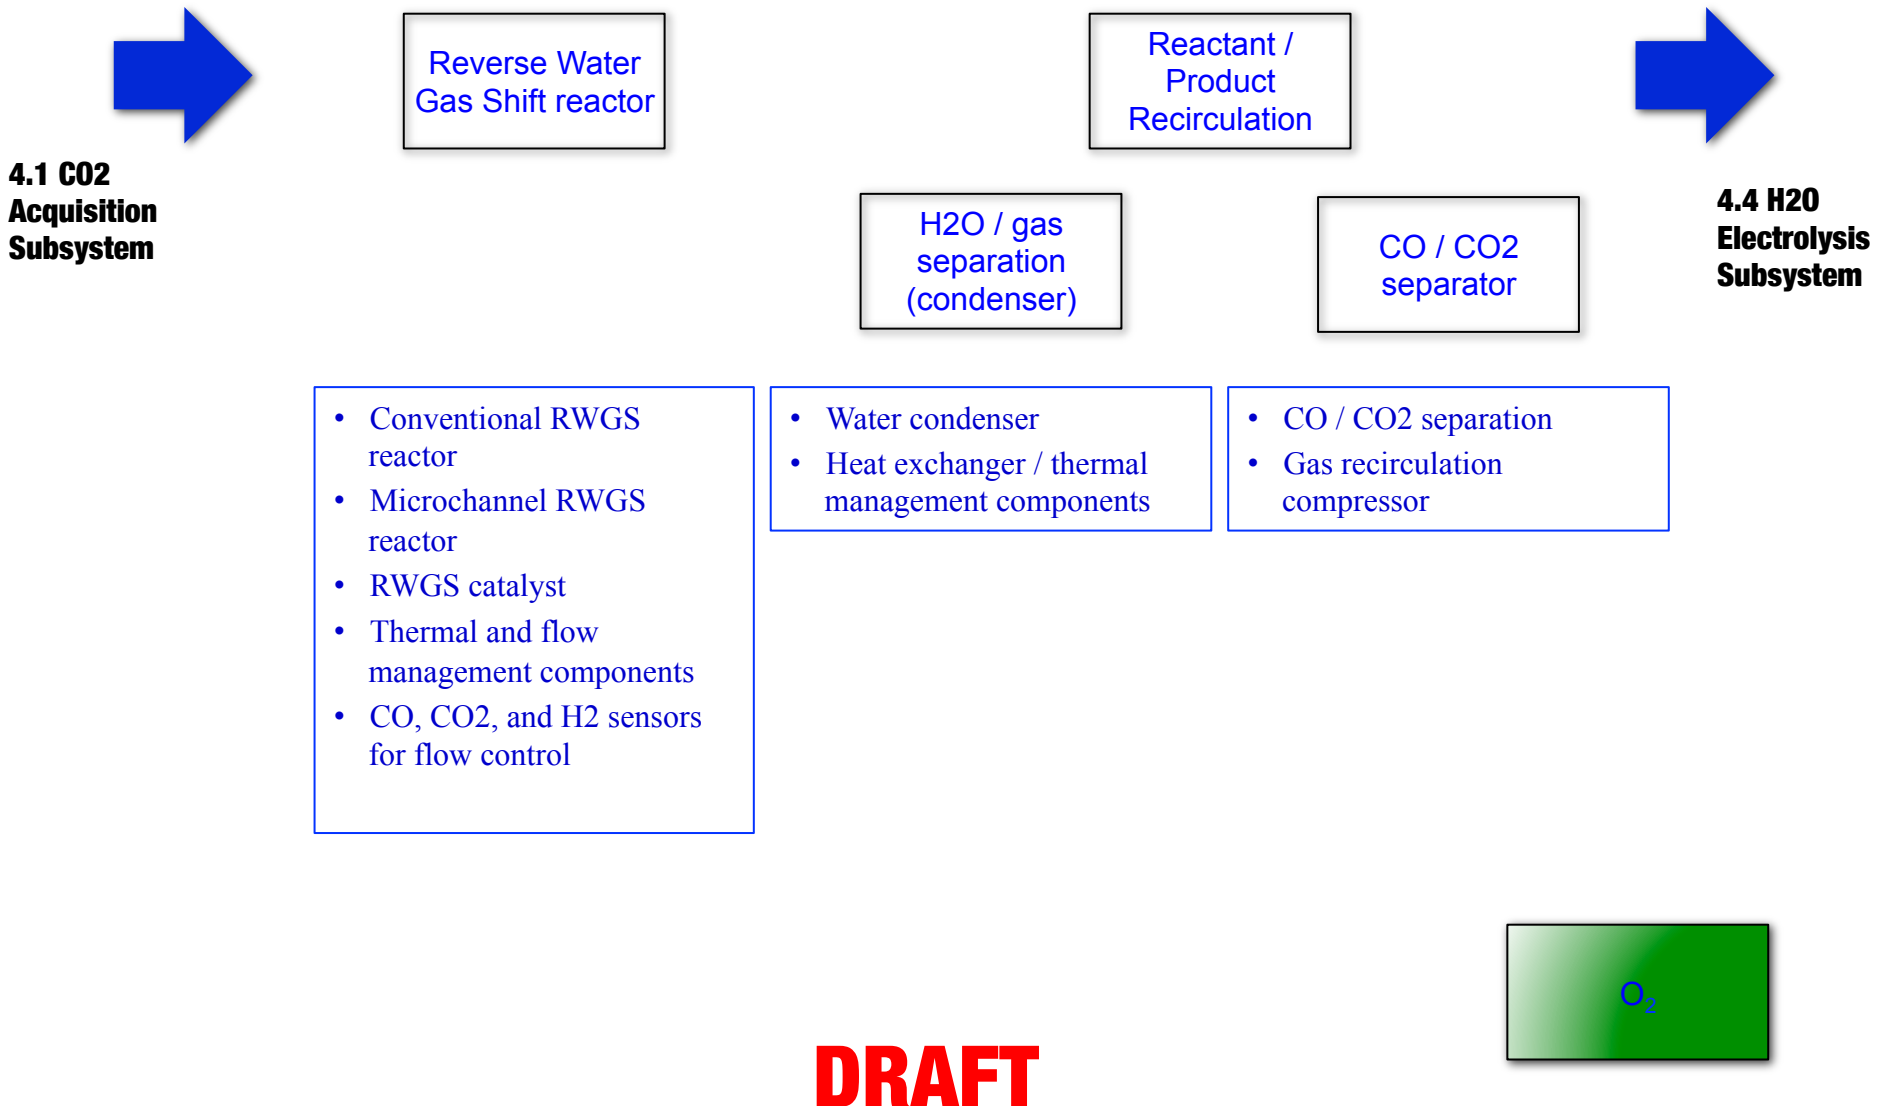 Reverse Water
Gas Shift reactor
Reactant /
Product
Recirculation
4.1 CO2
Acquisition
Subsystem
H2O / gas
separation
(condenser)
CO / CO2
separator
4.4 H2O
Electrolysis
Subsystem
• Conventional RWGS
reactor
• Microchannel RWGS
reactor
• RWGS catalyst
• Thermal and flow
management components
• CO, CO2, and H2 sensors
for flow control
• Water condenser
• Heat exchanger / thermal
management components
• CO / CO2 separation
• Gas recirculation
compressor
O₂
DRAFT